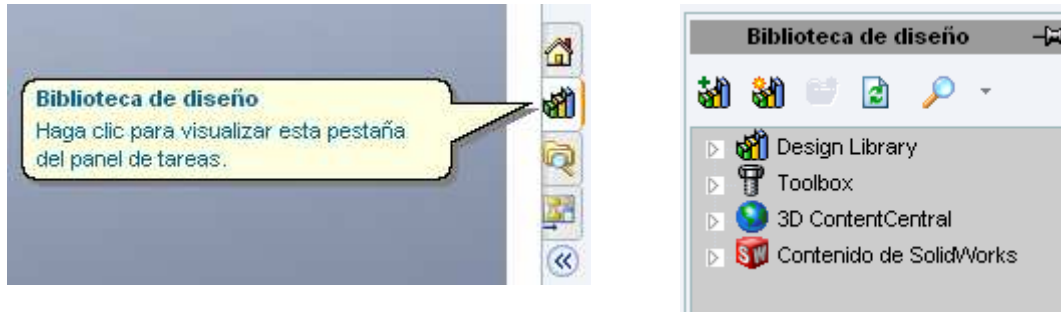 Biblioteca de diseño
Haga clic para visualizar esta pestaña
del panel de tareas.
Biblioteca de diseño
Design Library
Toolbox
3D ContentCentral
Contenido de SolidWorks